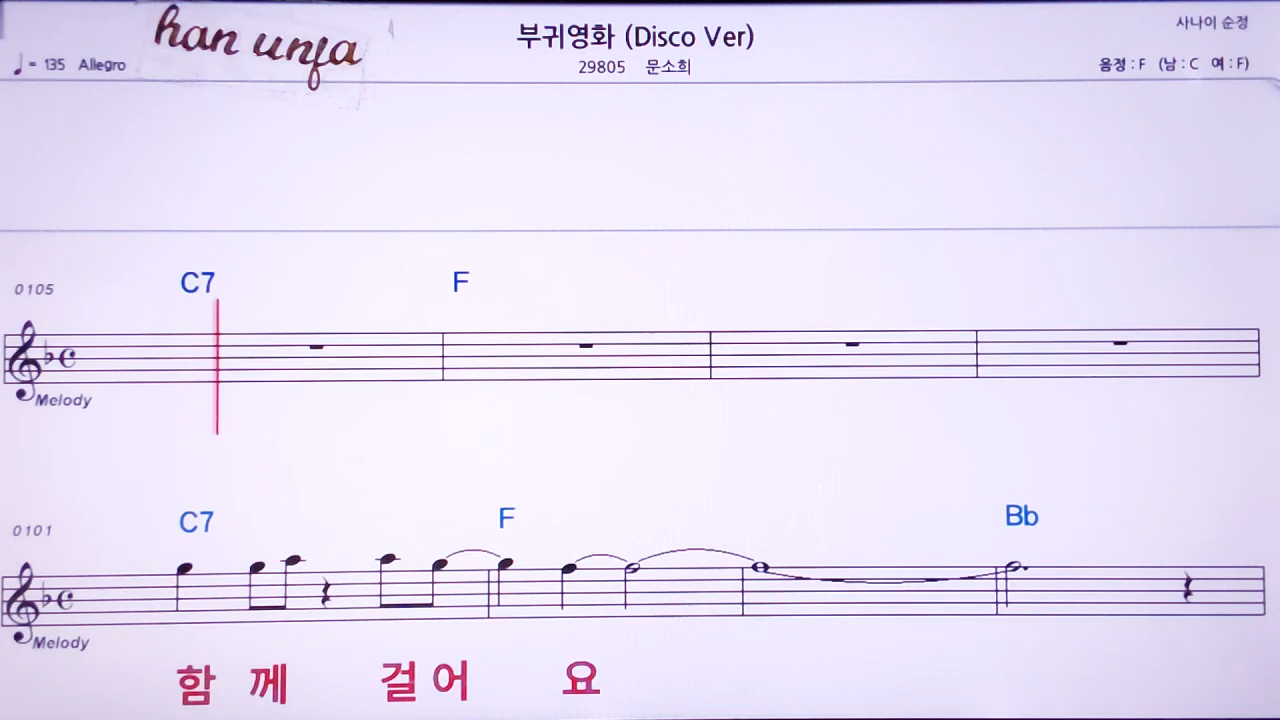 han unfa
부귀영화 (Disco Ver)
사나이 순정
♩= 135 Allegro
29805 문소희
음정 : F (남 : C 여 : F)
C7 F
0105
Melody
C7 F Bb
0101
Melody
함 께 걸 어 요